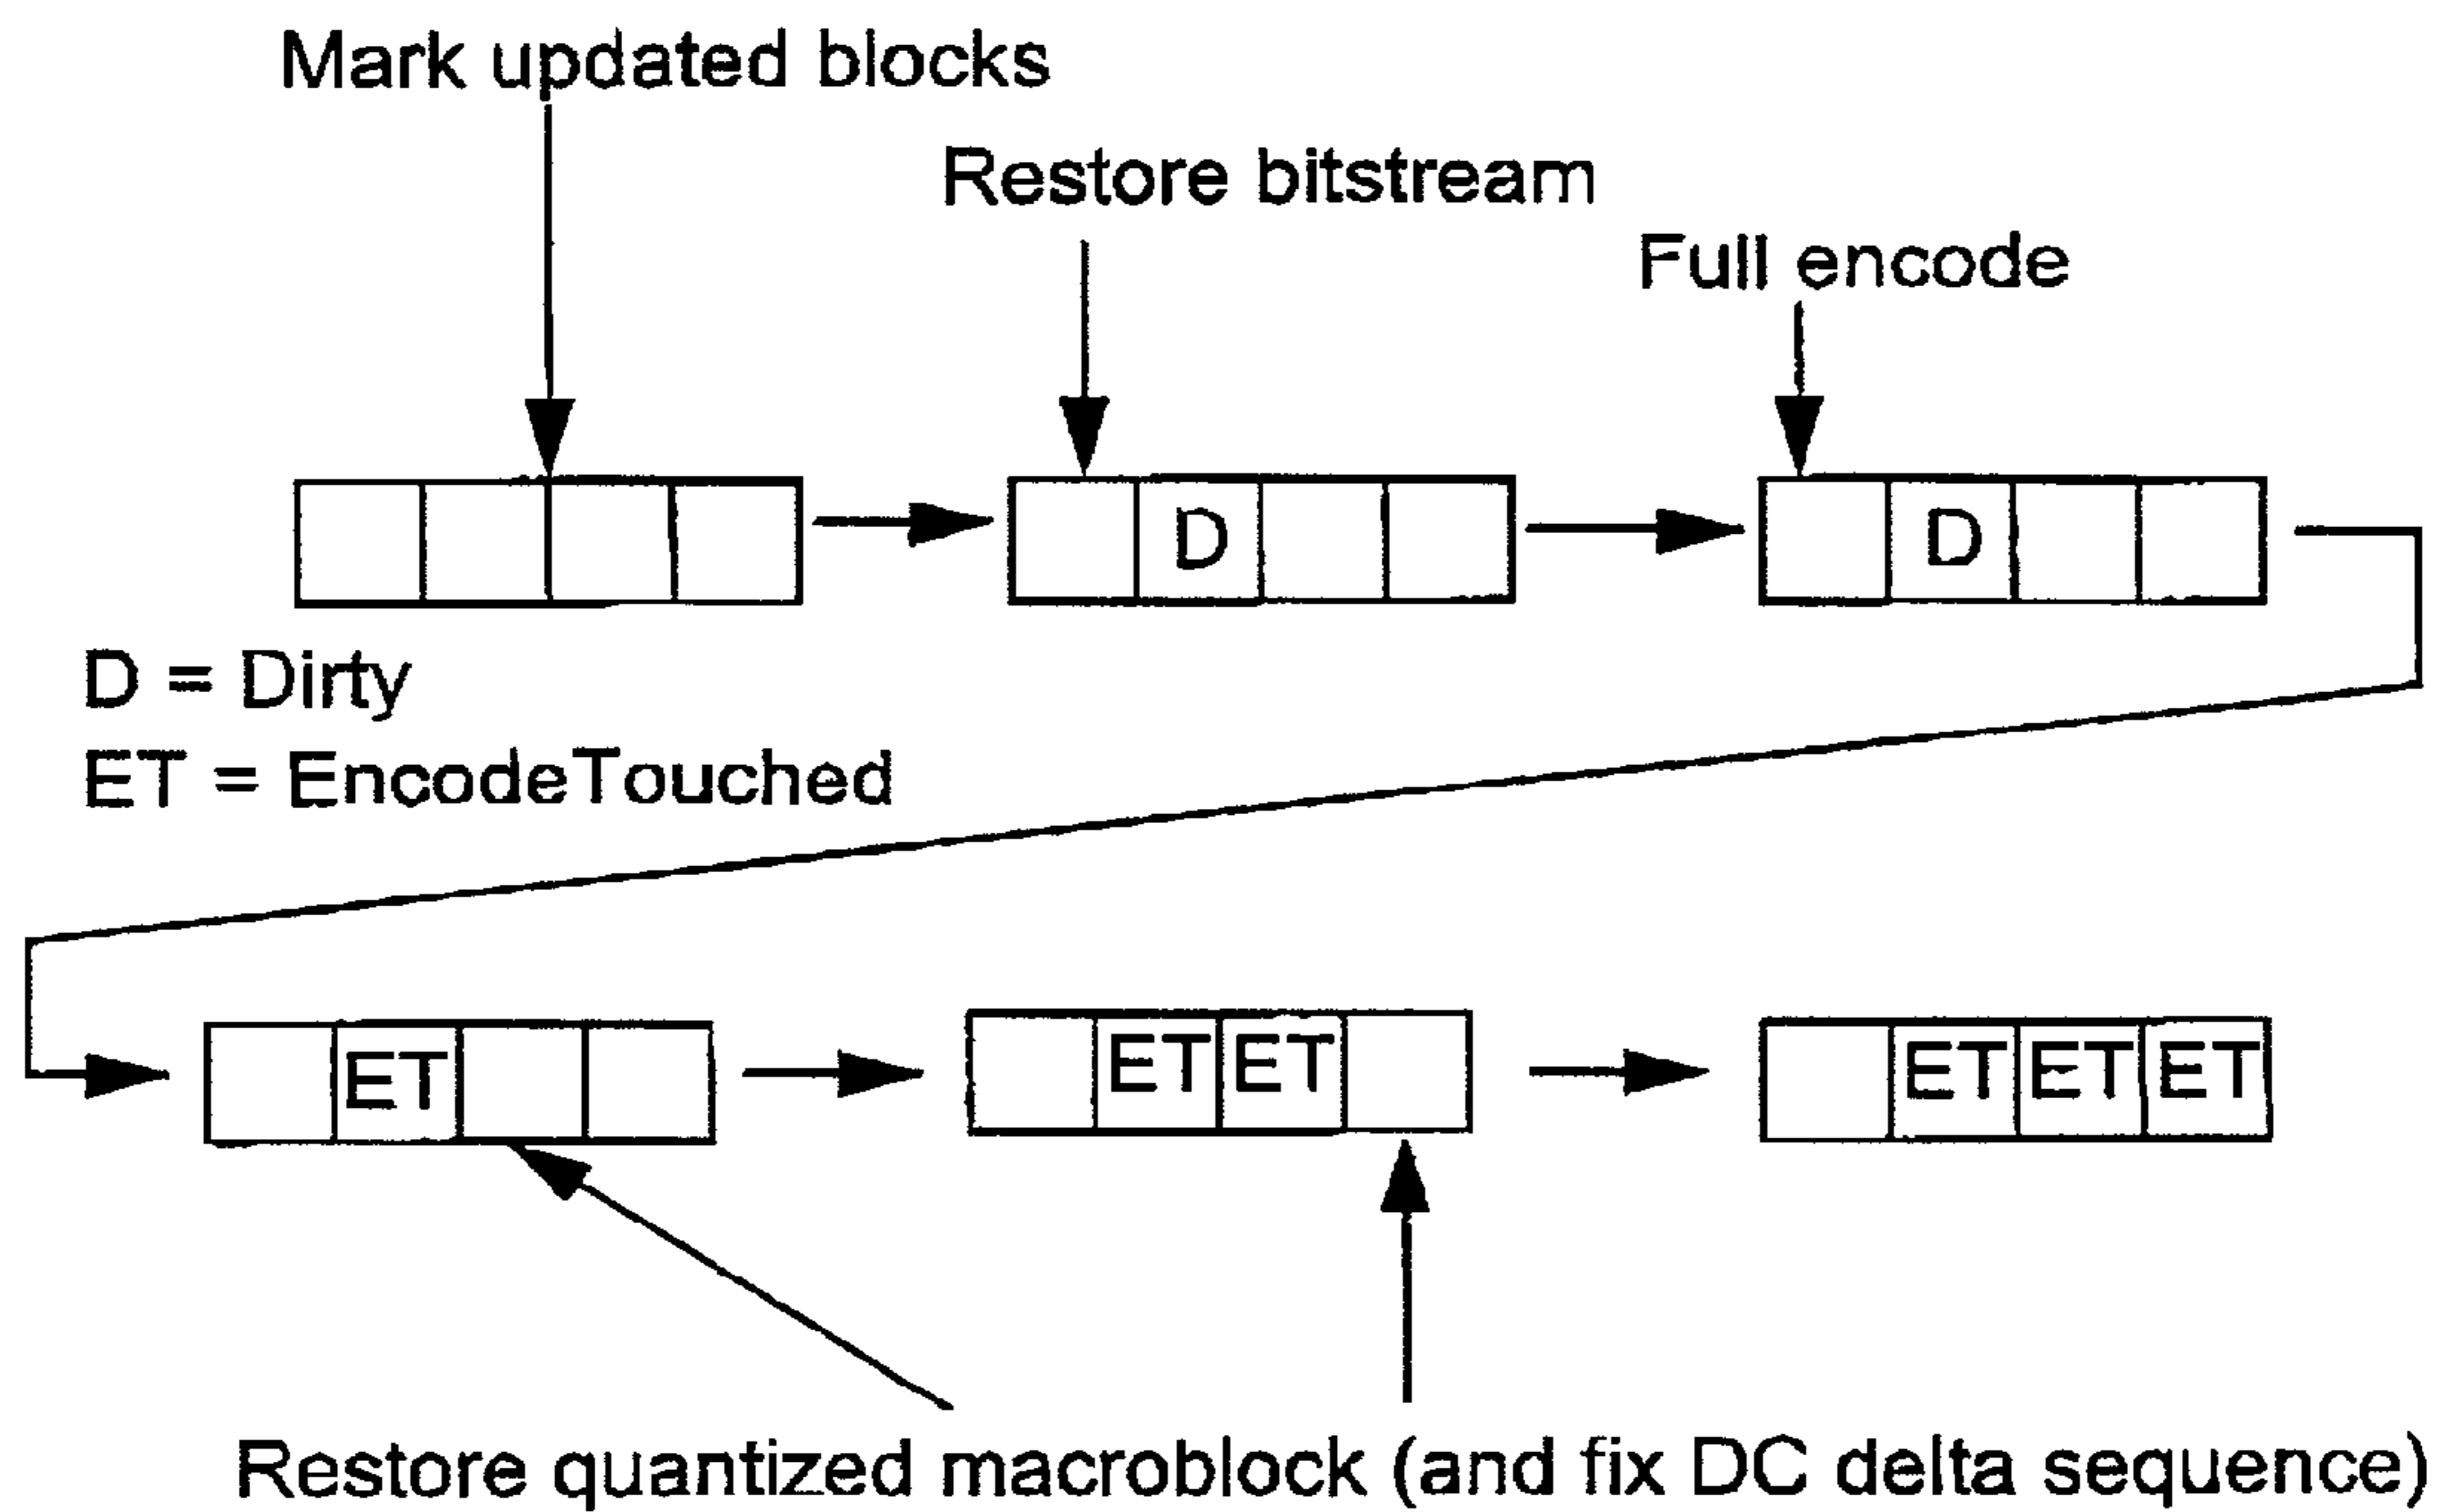 Mark updated blocks
Restore bitstream
Full encode
D
D
D = Dirty
ET = EncodeTouched
ET
ET ET
ET ET ET
Restore quantized macroblock (and fix DC delta sequence)